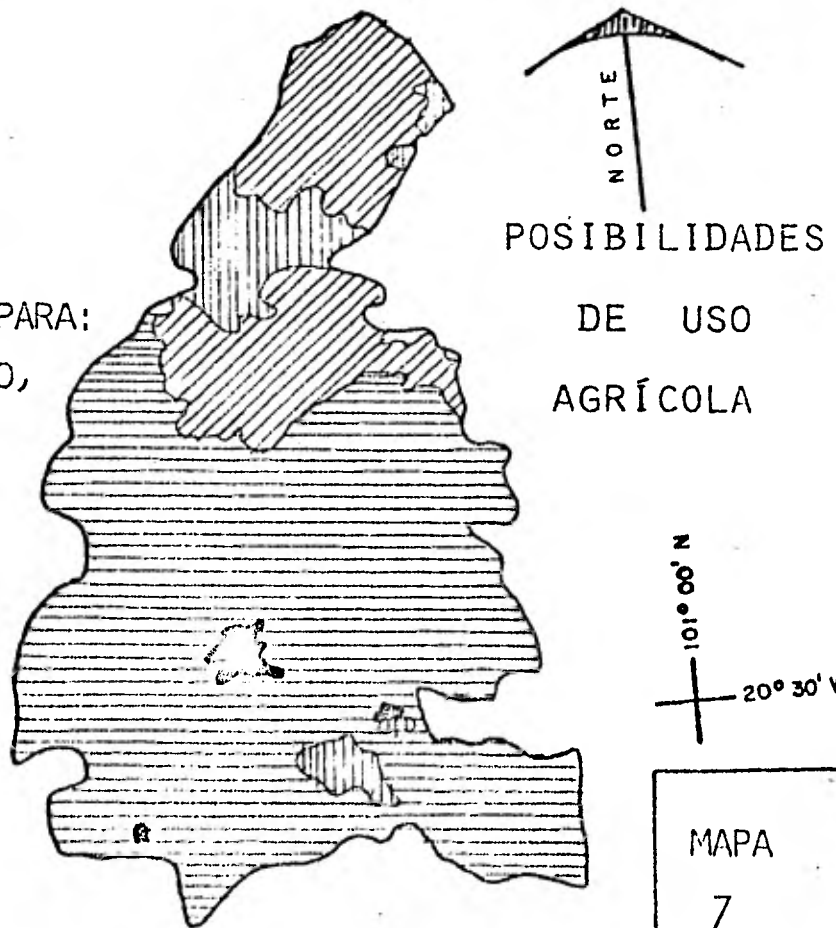 NORTE
POSIBILIDADES
DE USO
AGRÍCOLA
PARA:
O,
101° 00' N
20° 30'
MAPA
7